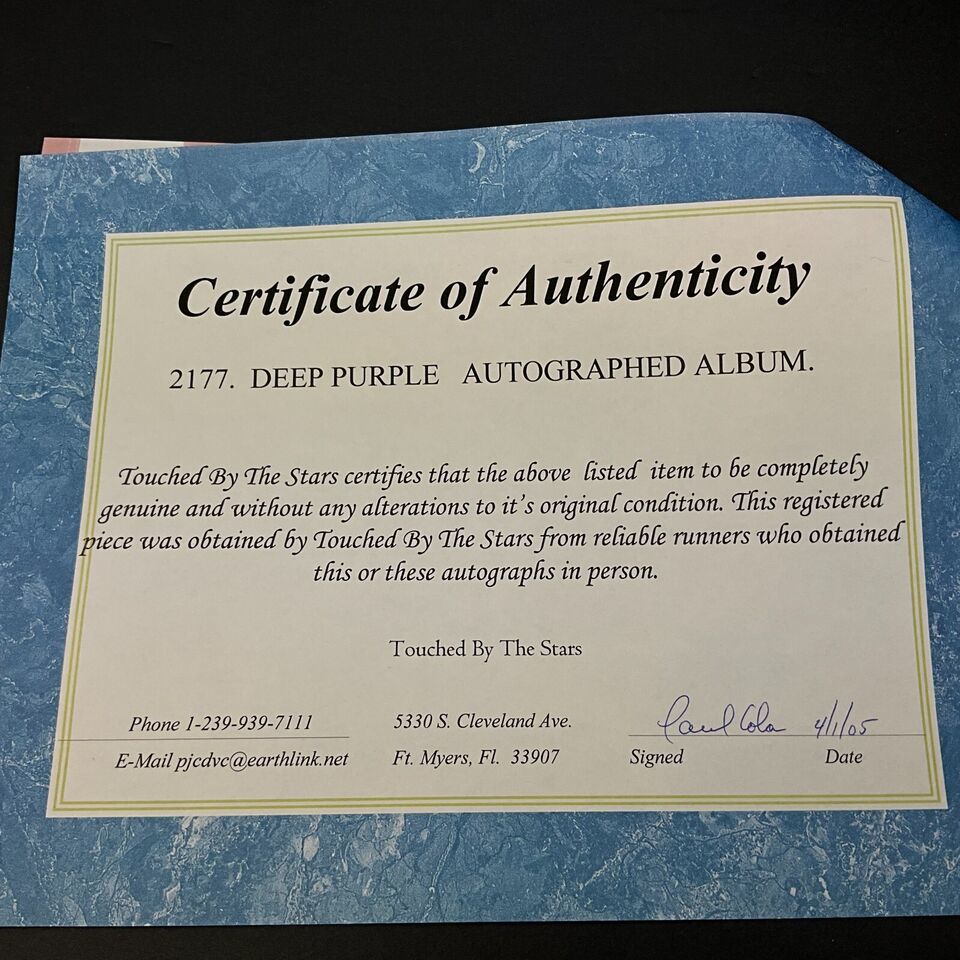 Certificate of Authenticity
2177. DEEP PURPLE AUTOGRAPHED ALBUM.
Touched By The Stars certifies that the above listed item to be completely
genuine and without any alterations to it's original condition. This registered
piece was obtained by Touched By The Stars from reliable runners who obtained
this or these autographs in person.
Touched By The Stars
Phone 1-239-939-7111 5330 S. Cleveland Ave. Paul 4/1/05
E-Mail pjcdvc@earthlink.net Ft. Myers, Fl. 33907 Signed Date